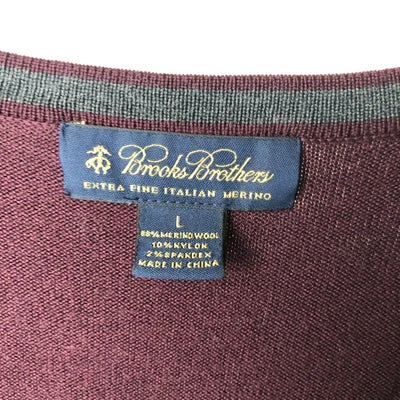 Brooks Brothers
EXTRA FINE ITALIAN MERINO
L
88% MERINO WOOL
10% NYLON
2% SPANDEX
MADE IN CHINA